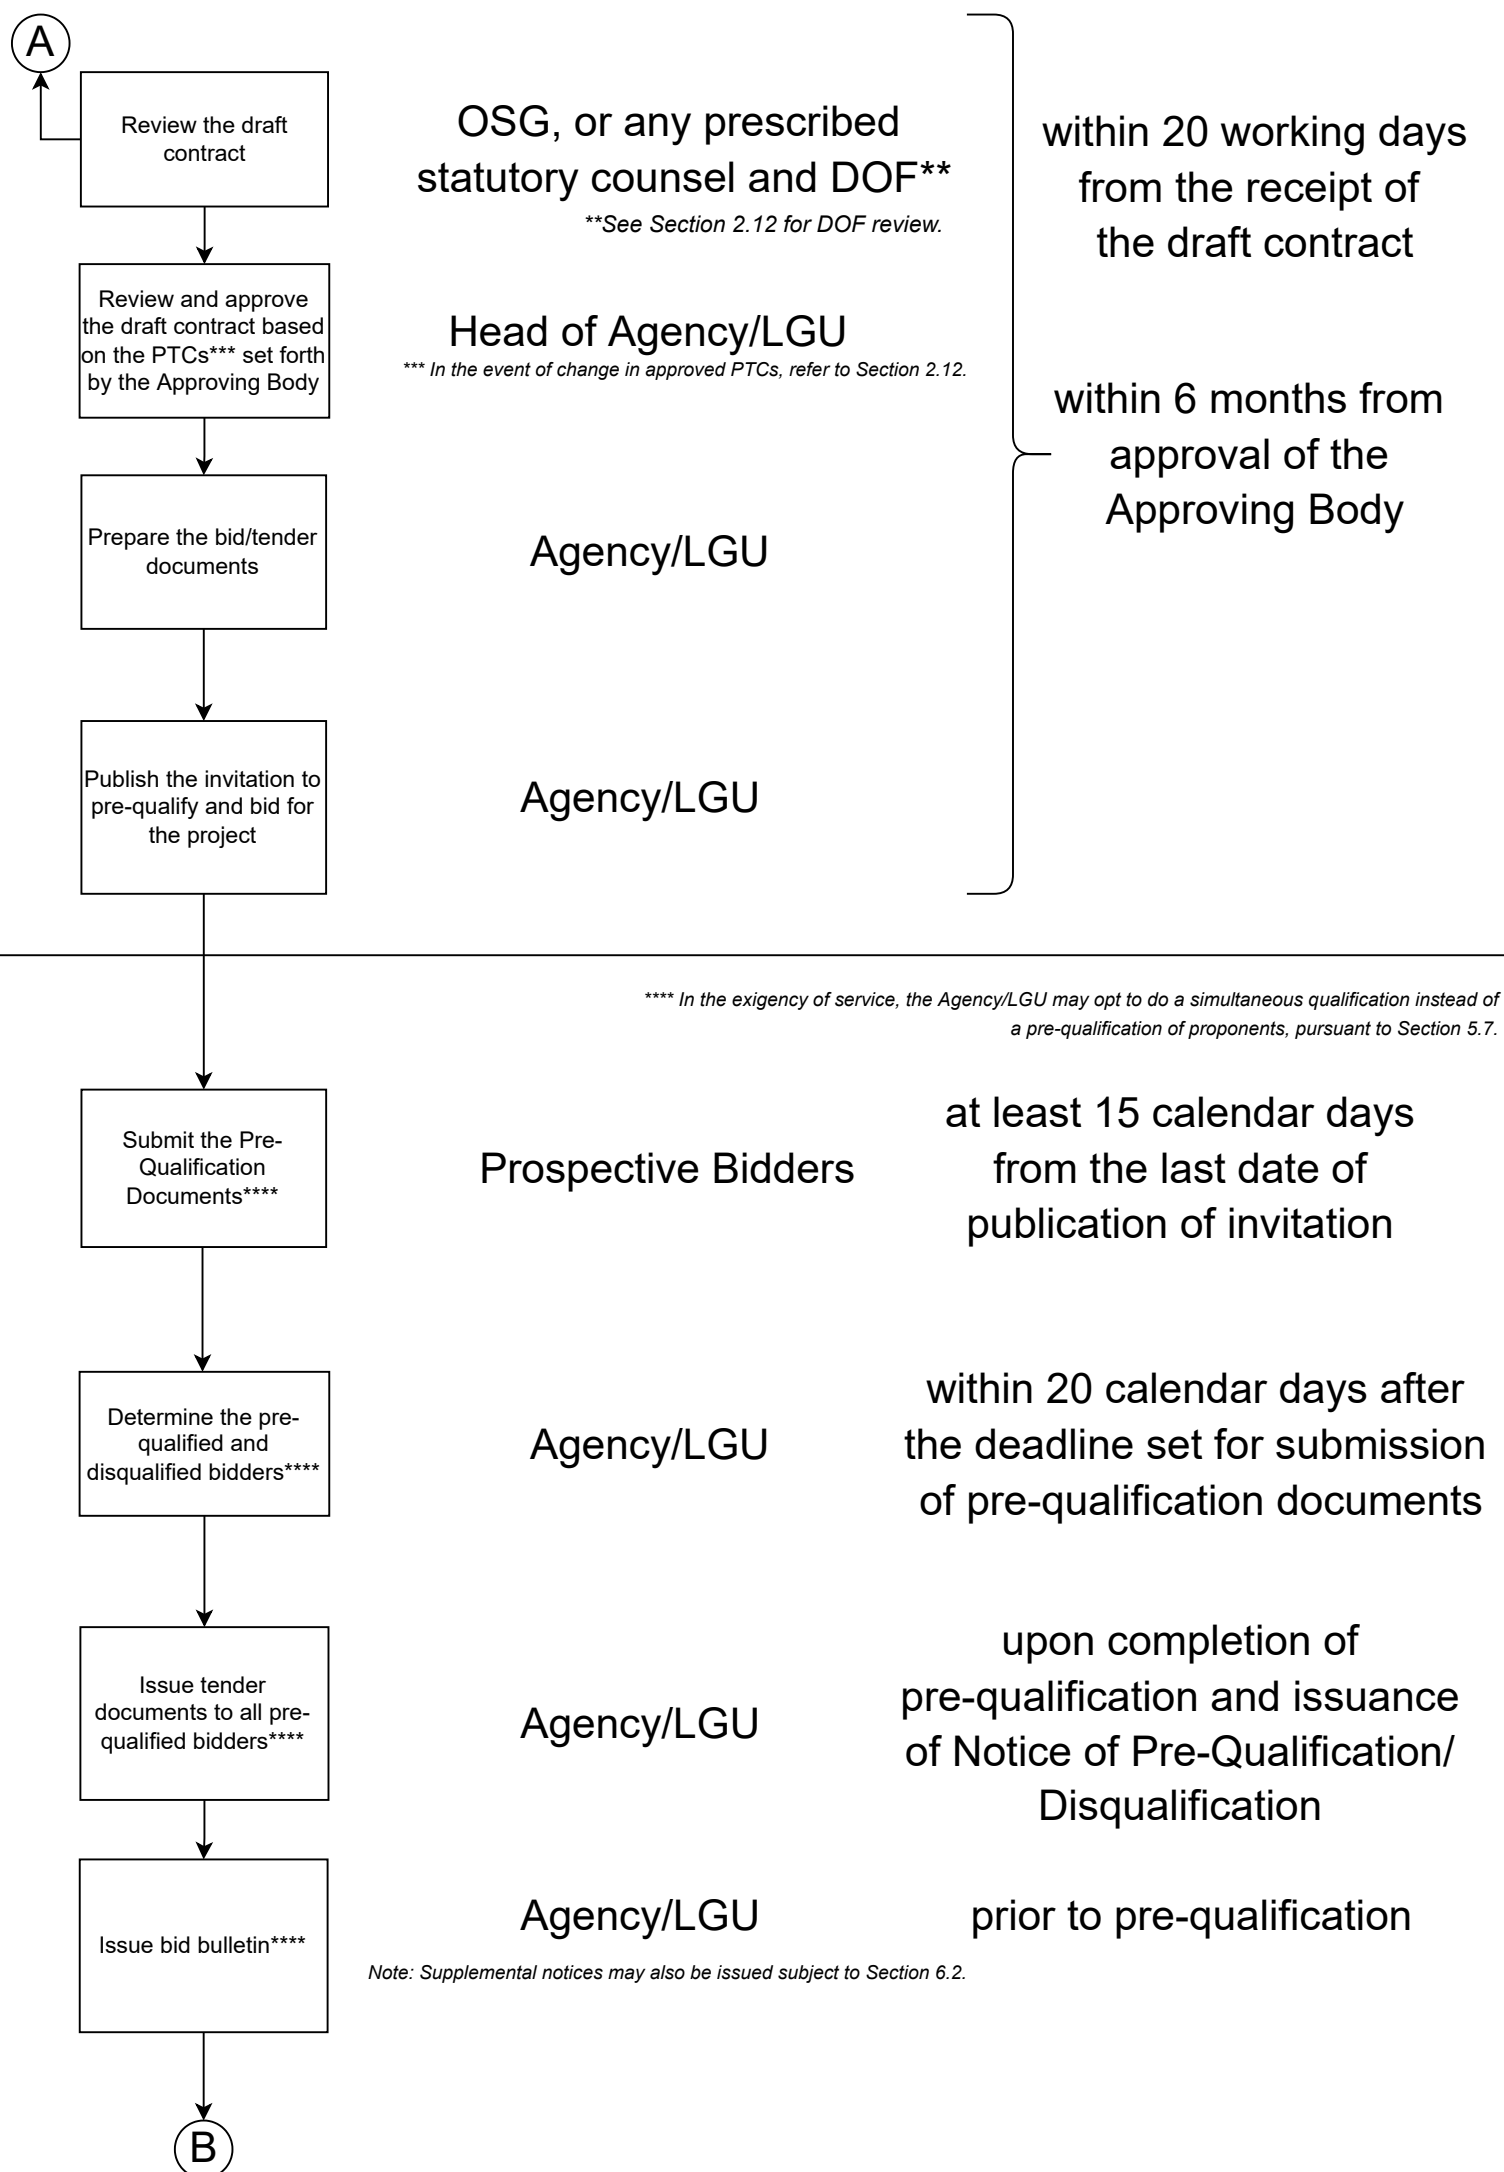 A
Review the draft
contract
OSG, or any prescribed
statutory counsel and DOF**
**See Section 2.12 for DOF review.
within 20 working days
from the receipt of
the draft contract
Review and approve
the draft contract based
on the PTCs*** set forth
by the Approving Body
Head of Agency/LGU
*** In the event of change in approved PTCs, refer to Section 2.12.
within 6 months from
approval of the
Approving Body
Prepare the bid/tender
documents
Agency/LGU
Publish the invitation to
pre-qualify and bid for
the project
Agency/LGU
**** In the exigency of service, the Agency/LGU may opt to do a simultaneous qualification instead of
a pre-qualification of proponents, pursuant to Section 5.7.
Submit the Pre-
Qualification
Documents****
Prospective Bidders
at least 15 calendar days
from the last date of
publication of invitation
Determine the pre-
qualified and
disqualified bidders****
Agency/LGU
within 20 calendar days after
the deadline set for submission
of pre-qualification documents
Issue tender
documents to all pre-
qualified bidders****
Agency/LGU
upon completion of
pre-qualification and issuance
of Notice of Pre-Qualification/
Disqualification
Issue bid bulletin****
Agency/LGU
Note: Supplemental notices may also be issued subject to Section 6.2.
prior to pre-qualification
B